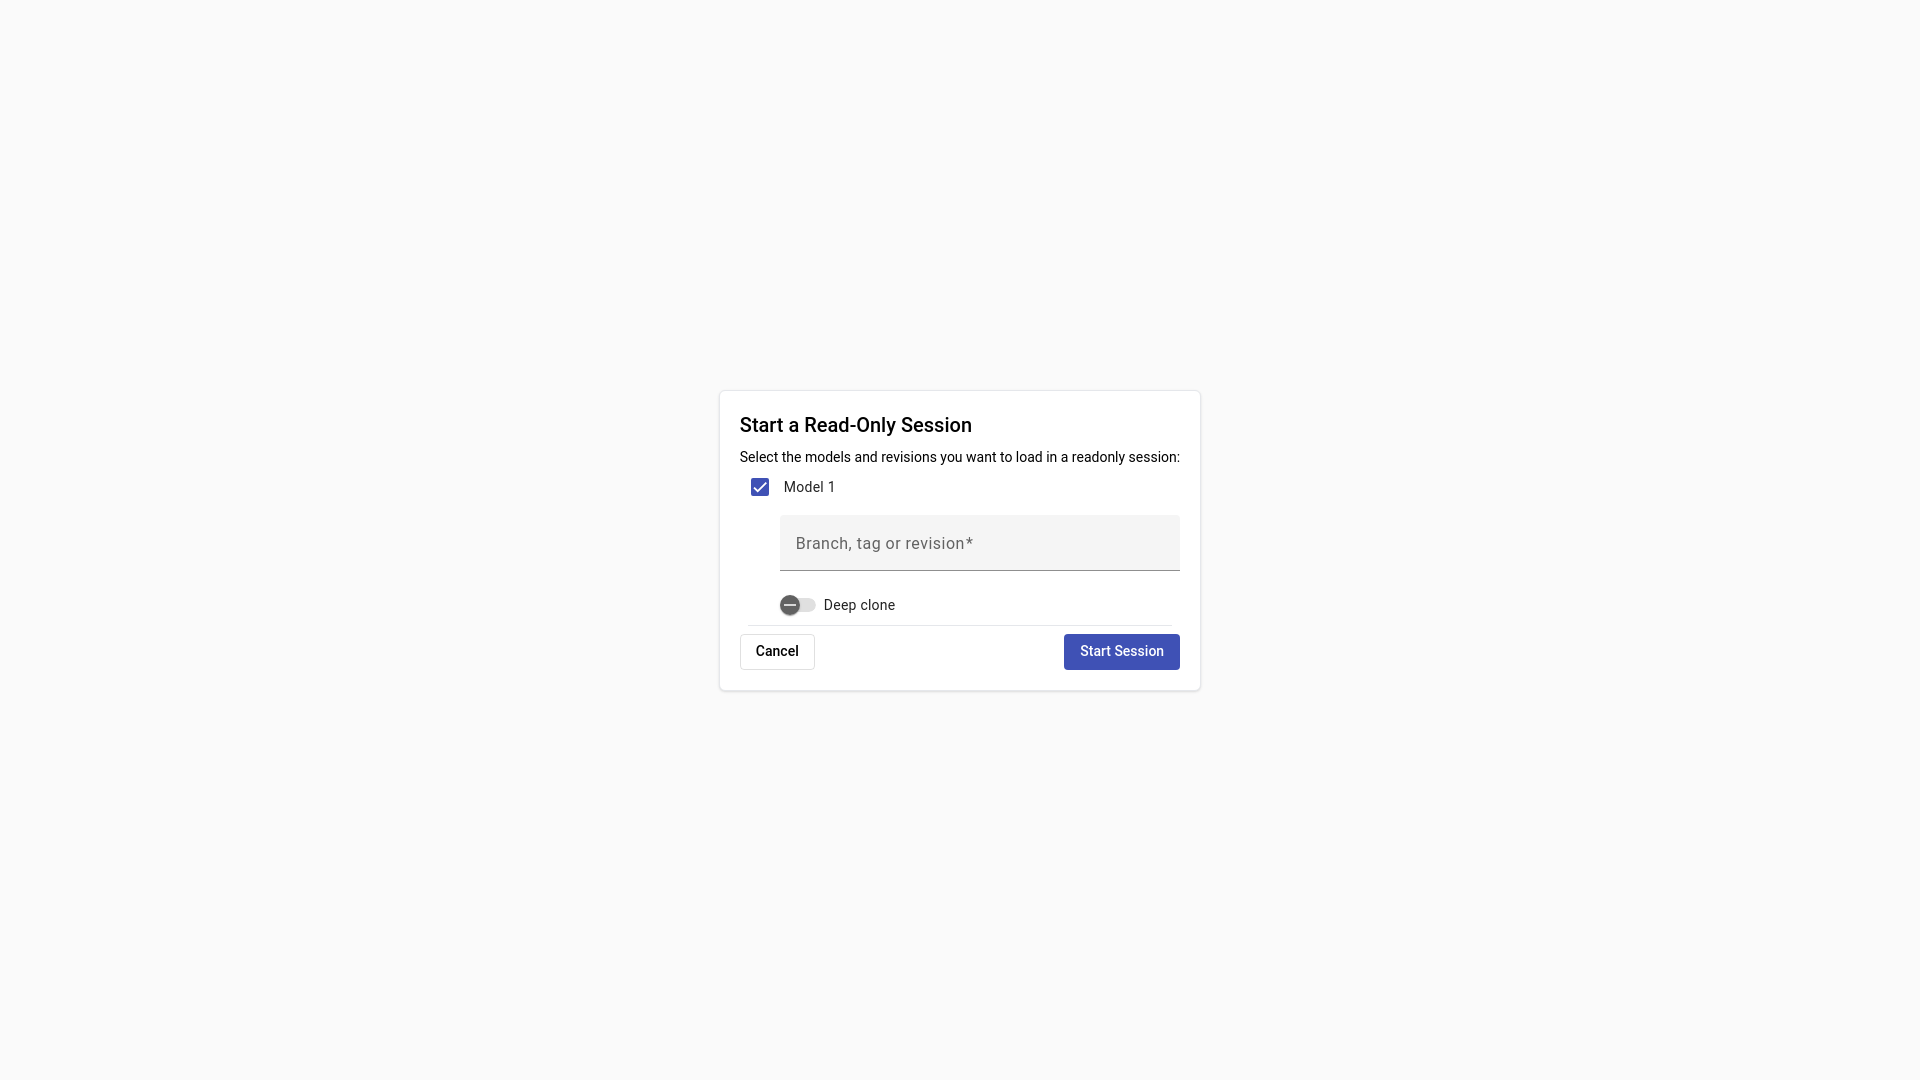 Start a Read-Only Session
Select the models and revisions you want to load in a readonly session:
Model 1
Branch, tag or revision*
Deep clone
Cancel
Start Session